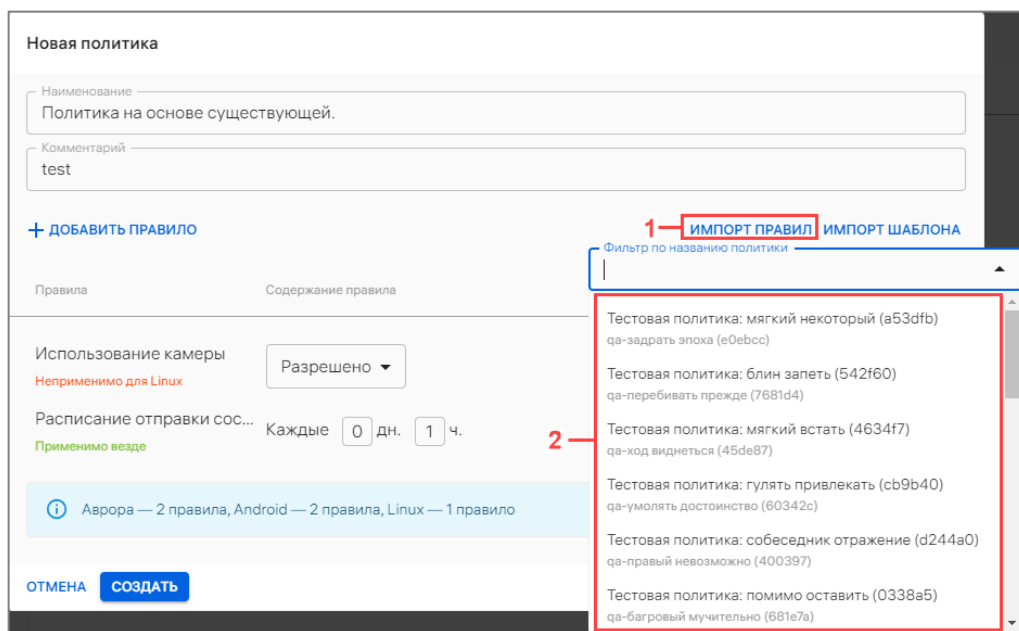 Новая политика
Наименование
Политика на основе существующей.
Комментарий
test
+ ДОБАВИТЬ ПРАВИЛО
1
ИМПОРТ ПРАВИЛ
ИМПОРТ ШАБЛОНА
Фильтр по названию политики
Правила
Содержание правила
Использование камеры
Неприменимо для Linux
Разрешено
Расписание отправки сос...
Применимо везде
Каждые 0 дн. 1 ч.
Аврора — 2 правила, Android — 2 правила, Linux — 1 правило
ОТМЕНА
СОЗДАТЬ
2
Тестовая политика: мягкий некоторый (a53dfb)
qa-задрать эпоха (e0ebcc)
Тестовая политика: блин запеть (542f60)
qa-перебивать прежде (7681d4)
Тестовая политика: мягкий встать (4634f7)
qa-ход виднеться (45de87)
Тестовая политика: гулять привлекать (cb9b40)
qa-умолять достоинство (60342c)
Тестовая политика: собеседник отражение (d244a0)
qa-правый невозможно (400397)
Тестовая политика: помимо оставить (0338a5)
qa-багровый мучительно (681e7a)